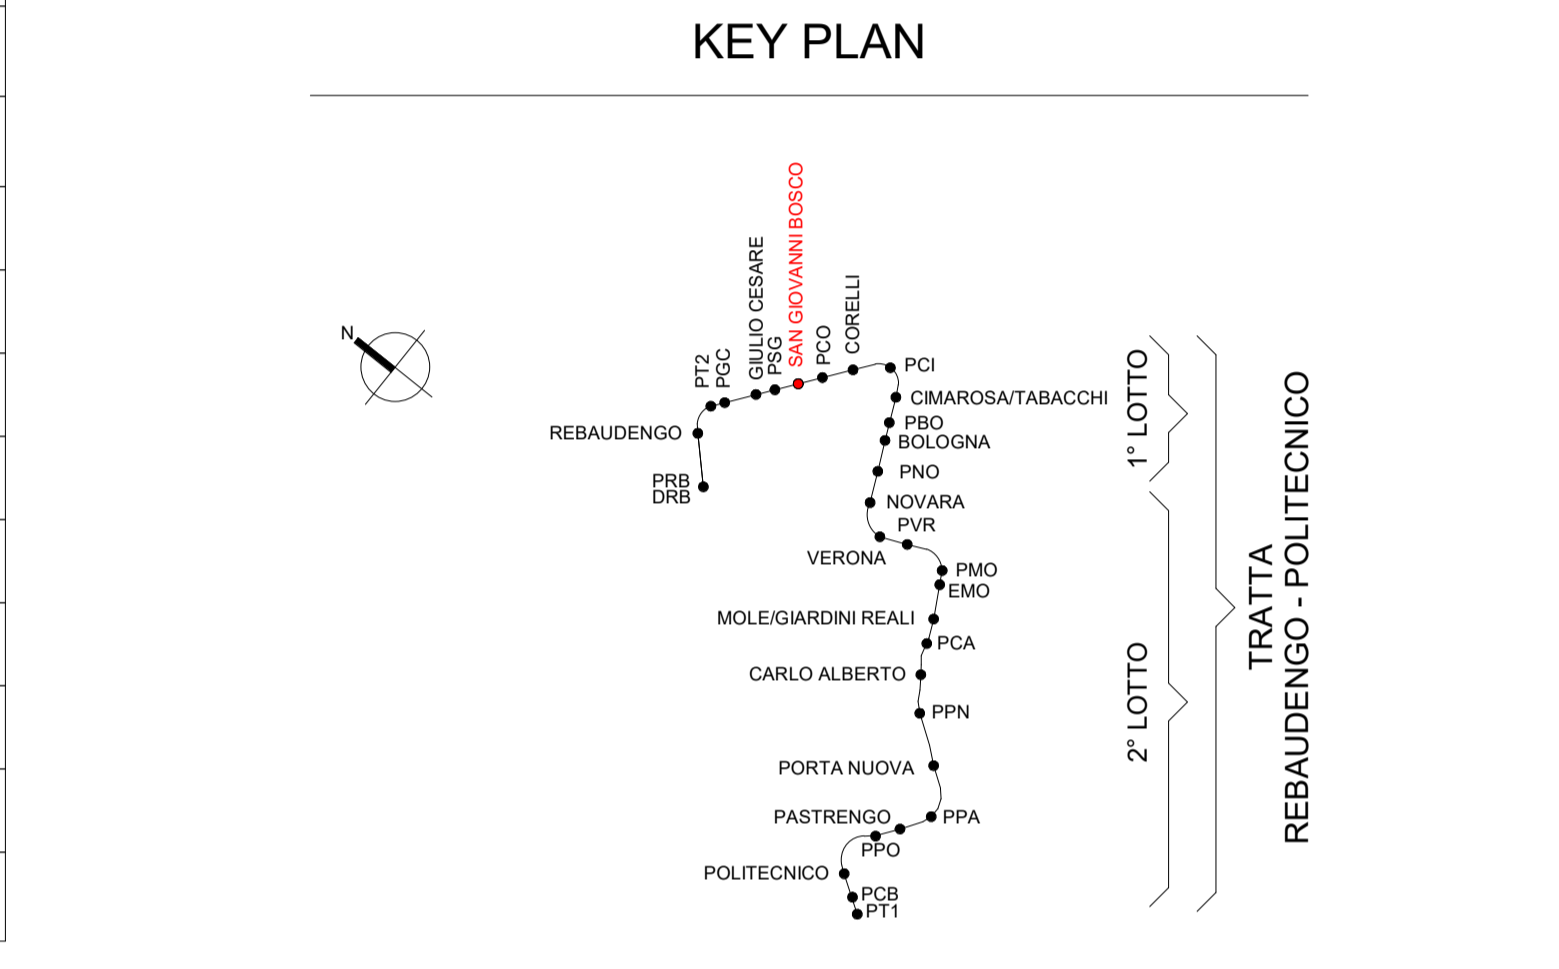 KEY PLAN
N
PT2
PGC
GIULIO CESARE
PSG
SAN GIOVANNI BOSCO
PCO
CORELLI
PCI
CIMAROSA/TABACCHI
PBO
BOLOGNA
REBAUDENGO
PRB
DRB
PNO
NOVARA
PVR
VERONA
PMO
EMO
MOLE/GIARDINI REALI
PCA
CARLO ALBERTO
PPN
PORTA NUOVA
PASTRENGO
PPA
PPO
POLITECNICO
PCB
PT1
1° LOTTO
2° LOTTO
TRATTA
REBAUDENGO - POLITECNICO